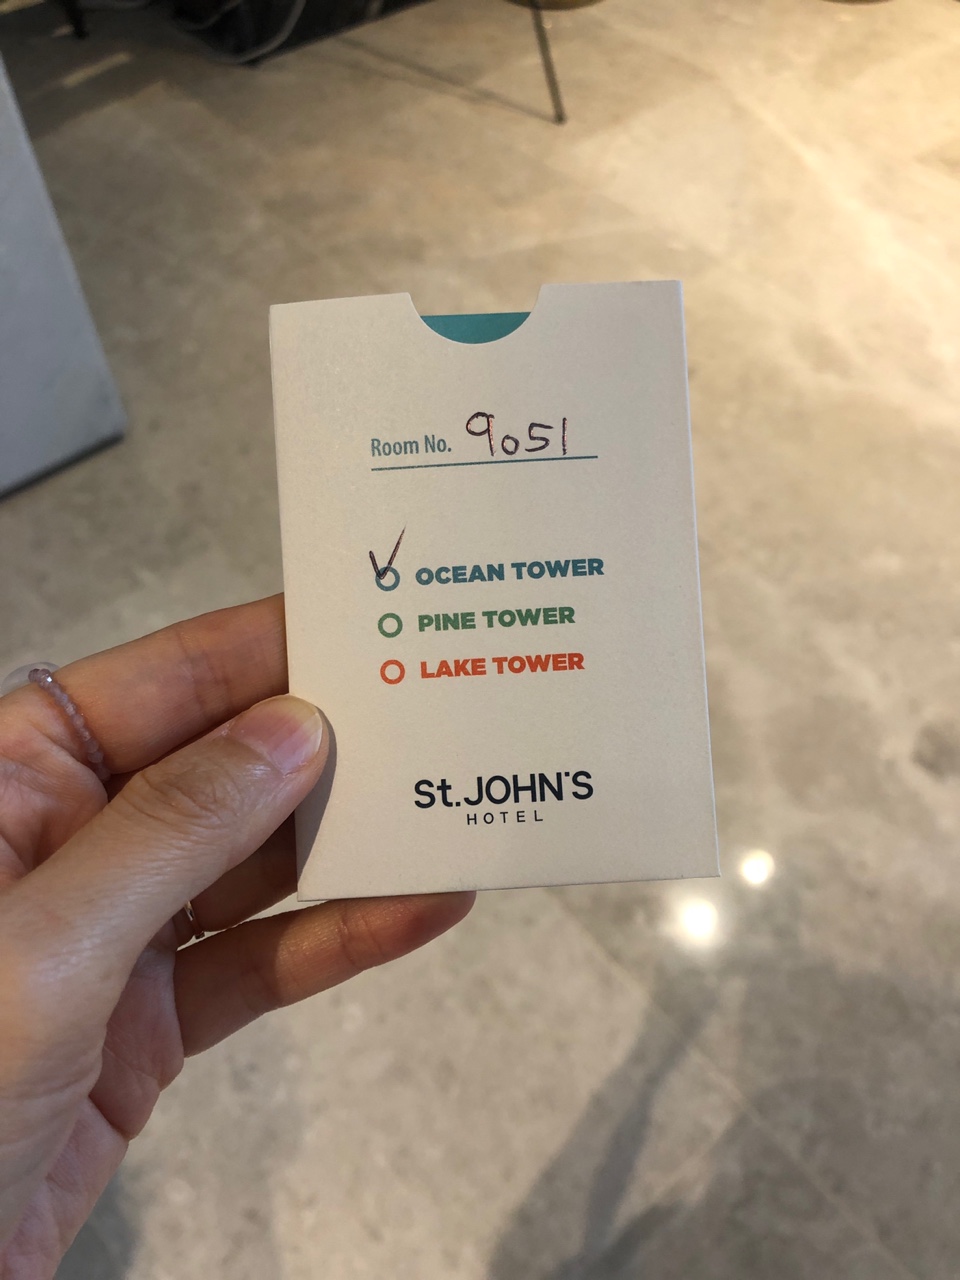 Room No. 9051
OCEAN TOWER
PINE TOWER
LAKE TOWER
St.JOHN'S
HOTEL